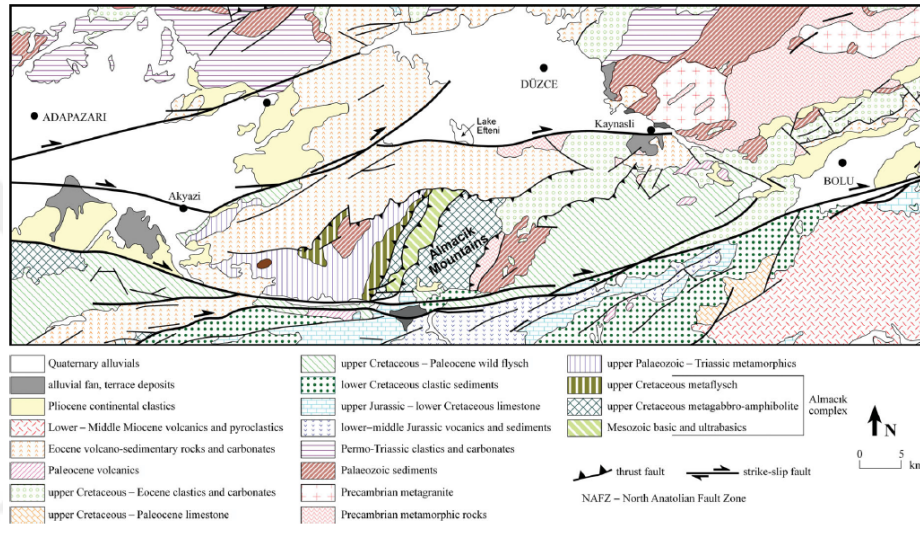 ADAPAZARI
DÜZCE
Lake
Efteni
Kaynasli
BOLU
Akyazi
Almacik
Mountains
Quaternary alluvials
alluvial fan, terrace deposits
Pliocene continental clastics
Lower – Middle Miocene volcanics and pyroclastics
Eocene volcano-sedimentary rocks and carbonates
Paleocene volcanics
upper Cretaceous – Eocene clastics and carbonates
upper Cretaceous – Paleocene limestone
upper Cretaceous – Paleocene wild flysch
lower Cretaceous clastic sediments
upper Jurassic – lower Cretaceous limestone
lower–middle Jurassic vocanics and sediments
Permo-Triassic clastics and carbonates
Palaeozoic sediments
Precambrian metagranite
Precambrian metamorphic rocks
upper Palaeozoic – Triassic metamorphics
upper Cretaceous metaflysch
upper Cretaceous metagabbro-amphibolite
Mesozoic basic and ultrabasics
Almacık
complex
thrust fault
strike-slip fault
NAFZ – North Anatolian Fault Zone
N
0 5
km